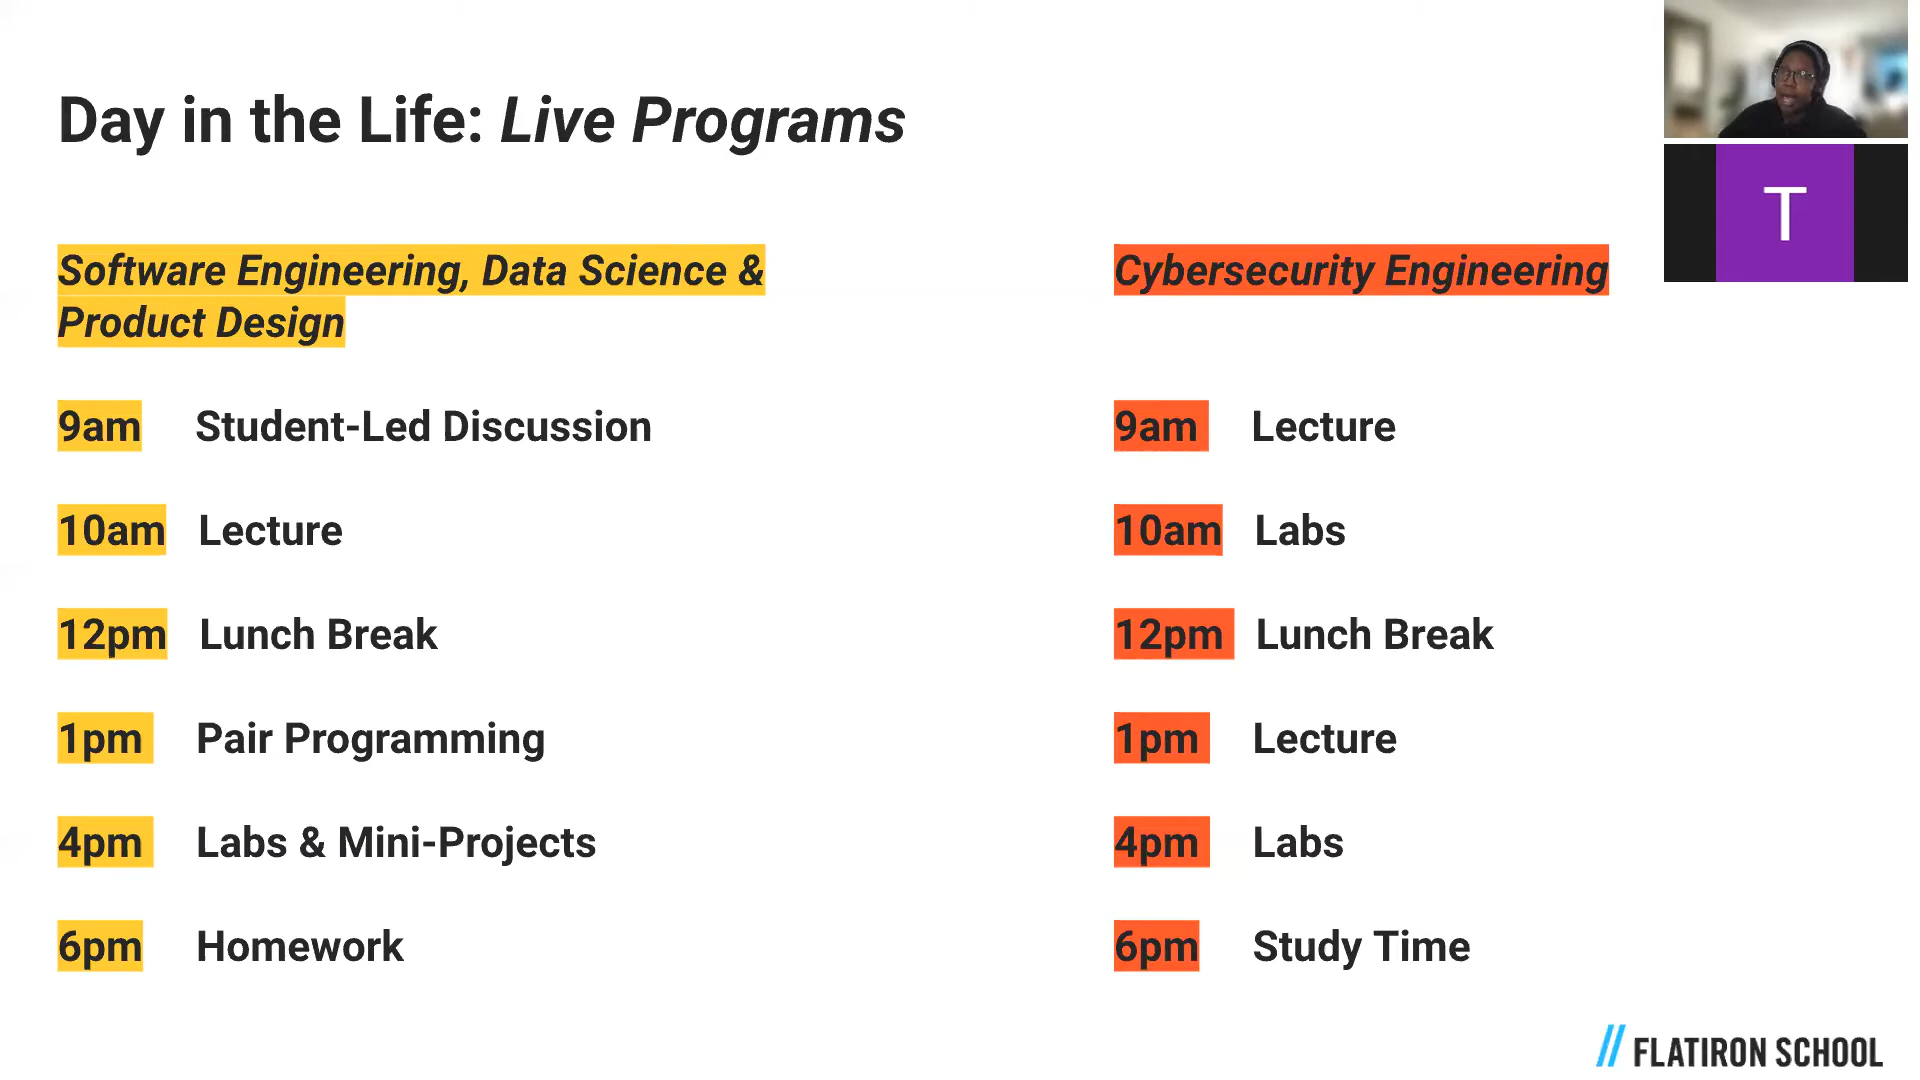 Day in the Life: Live Programs
T
Software Engineering, Data Science &
Product Design
9am Student-Led Discussion
10am Lecture
12pm Lunch Break
1pm Pair Programming
4pm Labs & Mini-Projects
6pm Homework
Cybersecurity Engineering
9am Lecture
10am Labs
12pm Lunch Break
1pm Lecture
4pm Labs
6pm Study Time
// FLATIRON SCHOOL